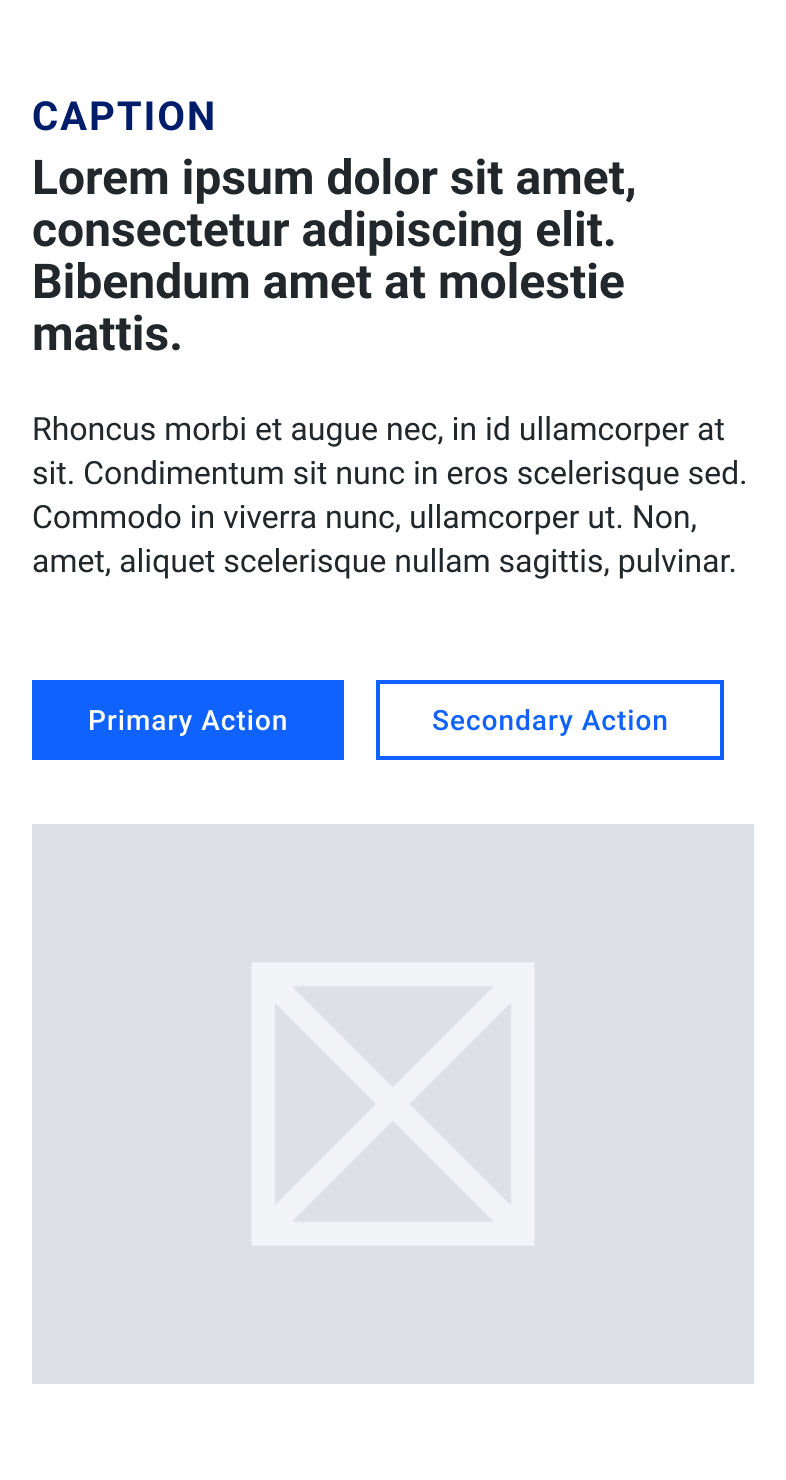 CAPTION
Lorem ipsum dolor sit amet,
consectetur adipiscing elit.
Bibendum amet at molestie
mattis.
Rhoncus morbi et augue nec, in id ullamcorper at
sit. Condimentum sit nunc in eros scelerisque sed.
Commodo in viverra nunc, ullamcorper ut. Non,
amet, aliquet scelerisque nullam sagittis, pulvinar.
Primary Action
Secondary Action